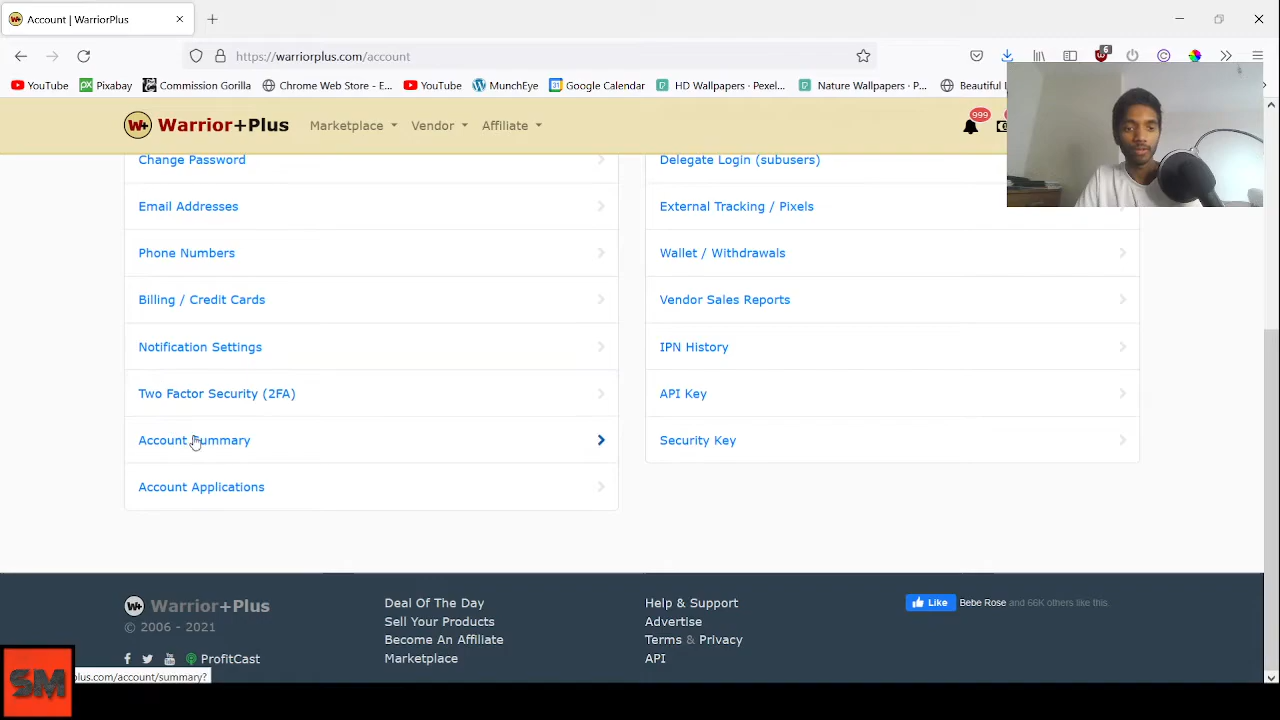 Account | WarriorPlus
https://warriorplus.com/account
6
YouTube
Pixabay
Commission Gorilla
Chrome Web Store - E...
YouTube
MunchEye
Google Calendar
HD Wallpapers - Pexel...
Nature Wallpapers · P...
Beautiful
W+ Warrior+Plus
Marketplace
Vendor
Affiliate
999
Change Password
Email Addresses
Phone Numbers
Billing / Credit Cards
Notification Settings
Two Factor Security (2FA)
Account Summary
Account Applications
Delegate Login (subusers)
External Tracking / Pixels
Wallet / Withdrawals
Vendor Sales Reports
IPN History
API Key
Security Key
W+ Warrior+Plus
© 2006 - 2021
ProfitCast
Deal Of The Day
Sell Your Products
Become An Affiliate
Marketplace
Help & Support
Advertise
Terms & Privacy
API
Like Bebe Rose and 66K others like this.
plus.com/account/summary?
SM